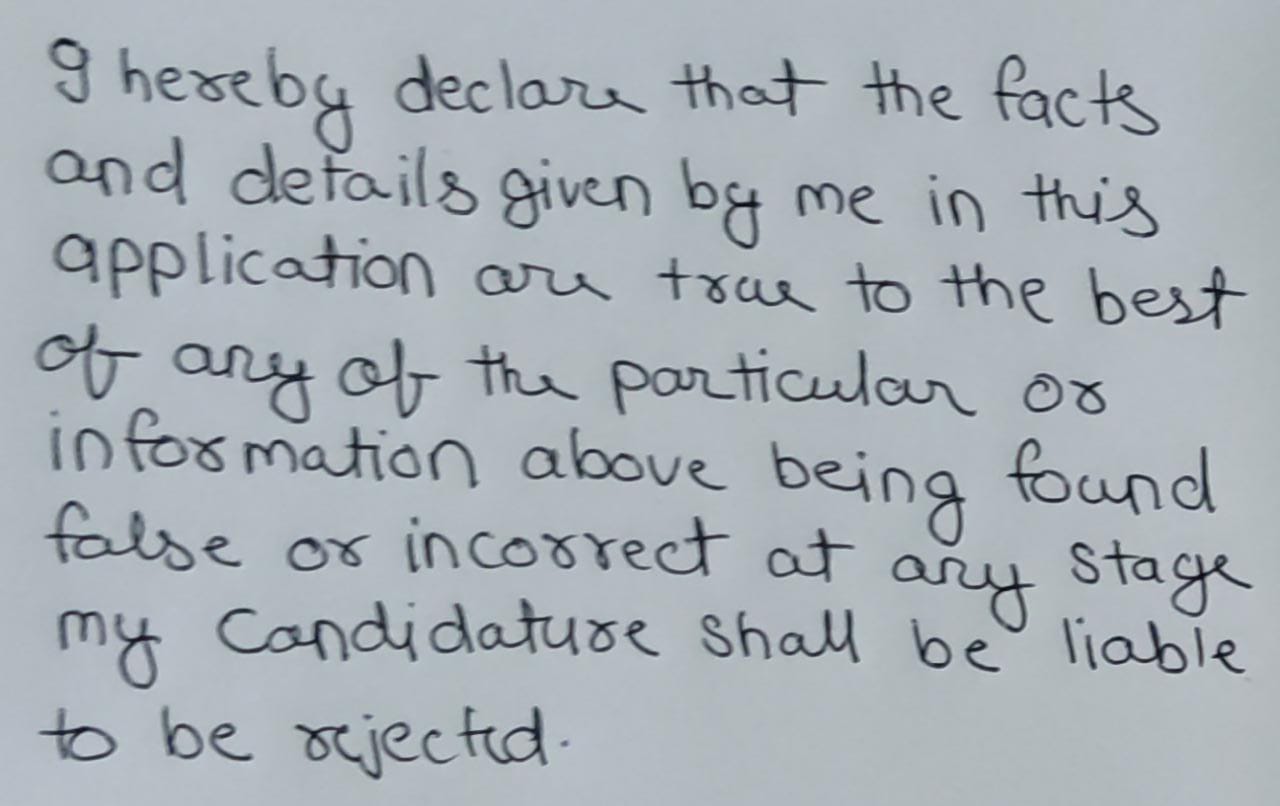 I hereby declare that the facts
and details given by me in this
application are true to the best
of any of the particular or
information above being found
false or incorrect at any stage
my Candidature shall be liable
to be rejected.